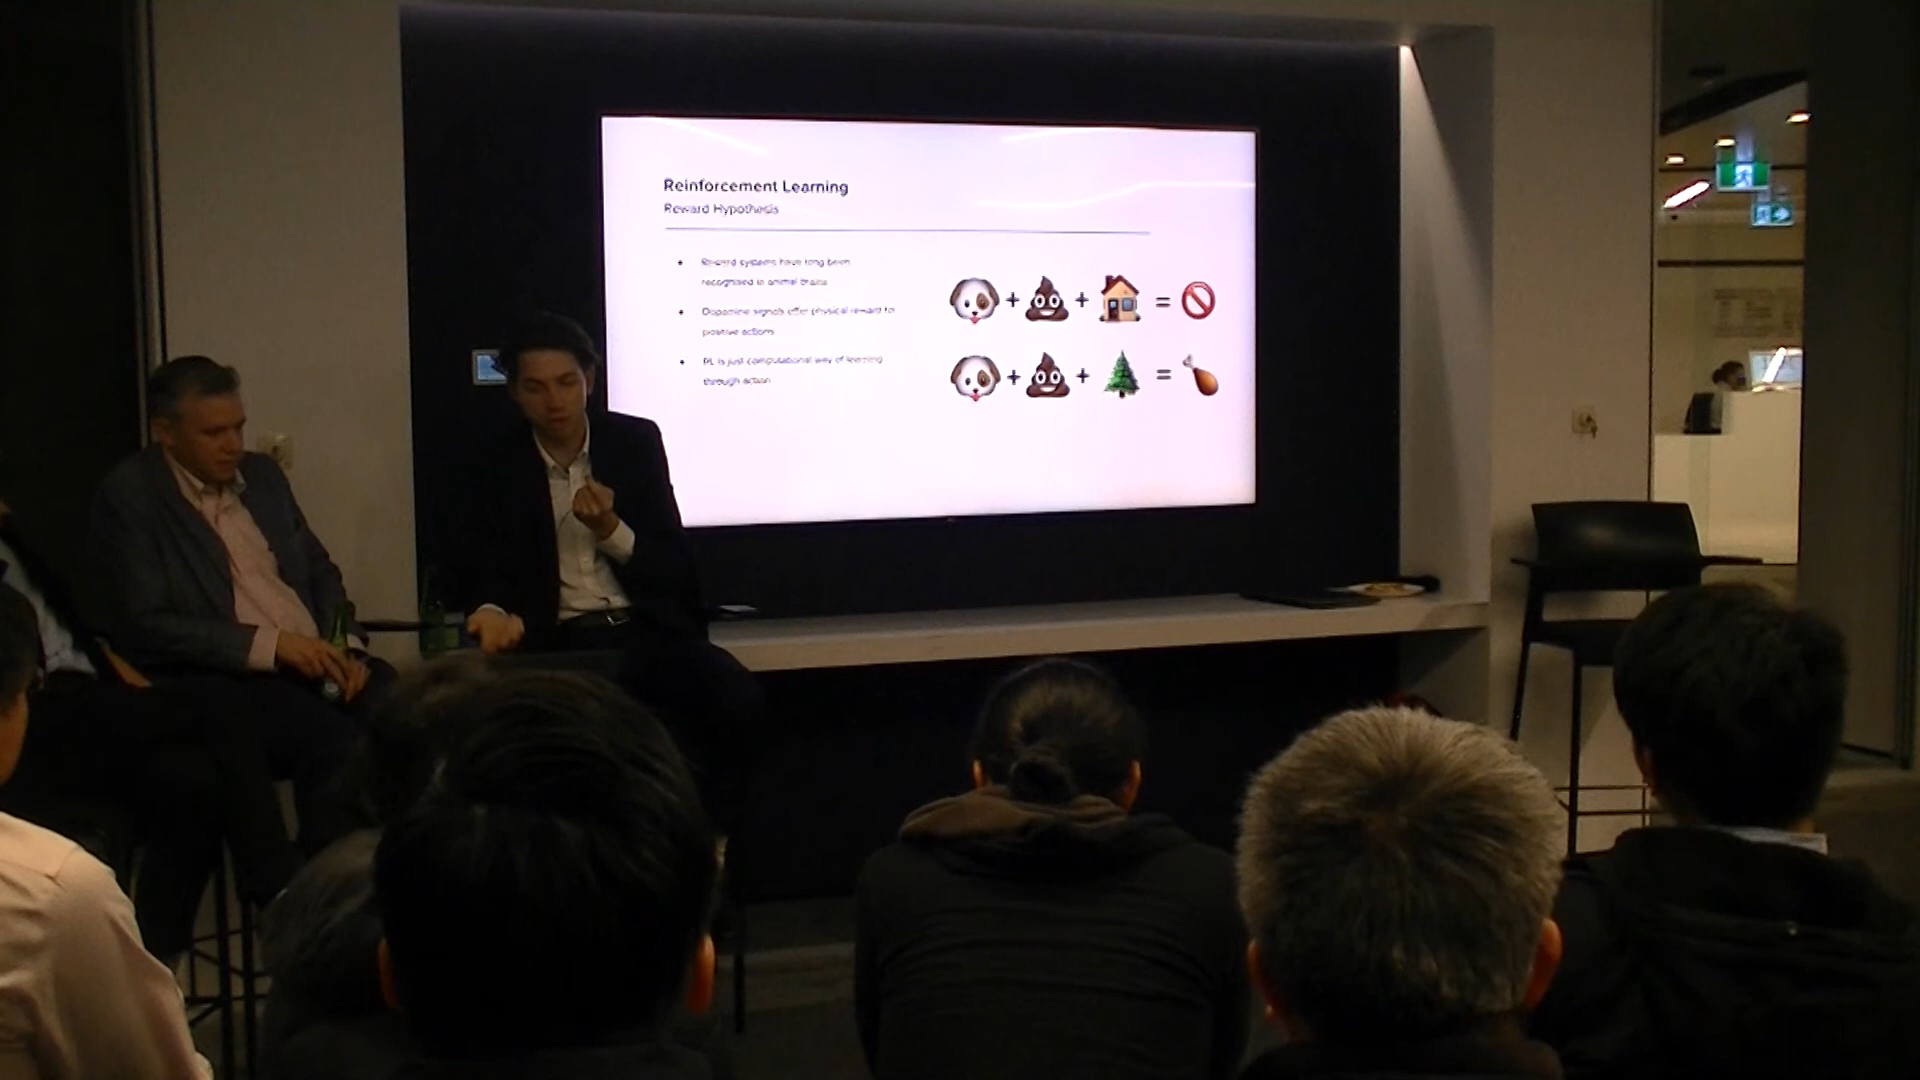 Reinforcement Learning
Reward Hypothesis
Reward systems have long been
recognised in animal brains
Dopamine signals offer physical reward for
positive actions
RL is just computational way of learning
through action
+ + =
+ + =